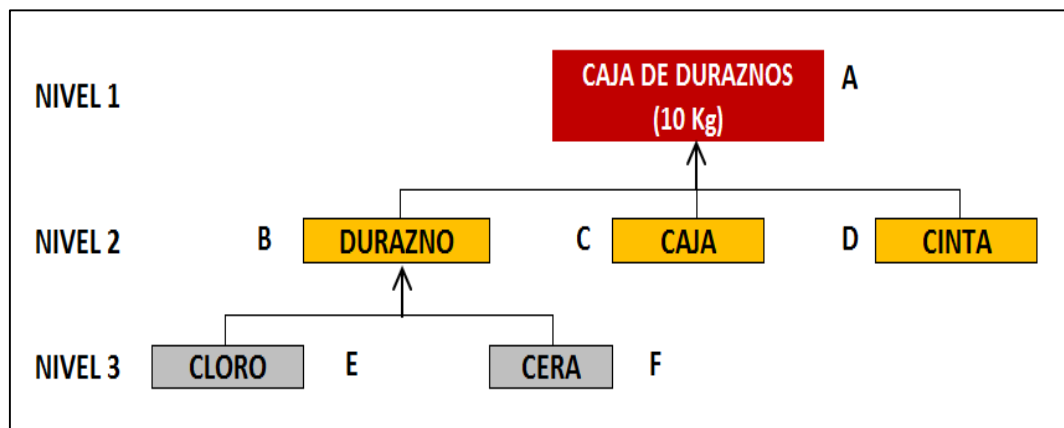 CAJA DE DURAZNOS
(10 Kg)
A
NIVEL 1
NIVEL 2
B
DURAZNO
C
CAJA
D
CINTA
NIVEL 3
CLORO
E
CERA
F